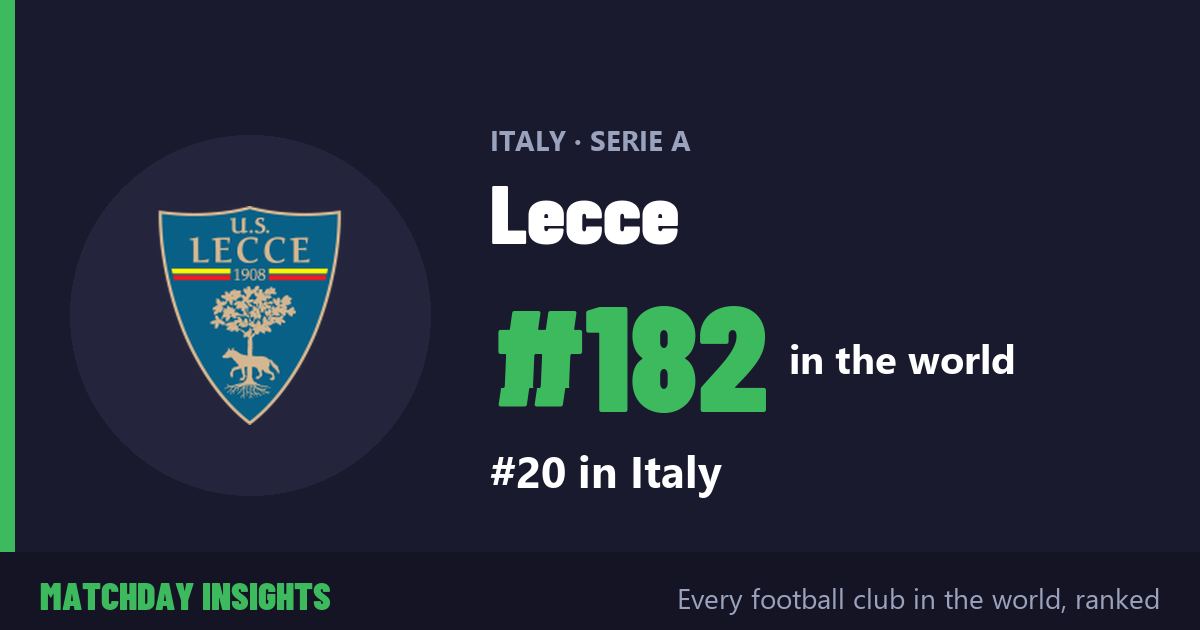 U.S.
LECCE
1908
ITALY · SERIE A
Lecce
#182 in the world
#20 in Italy
MATCHDAY INSIGHTS
Every football club in the world, ranked